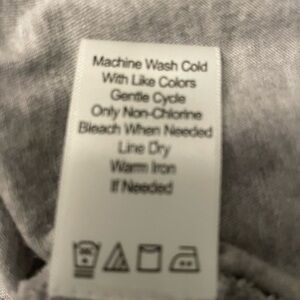 Machine Wash Cold
With Like Colors
Gentle Cycle
Only Non-Chlorine
Bleach When Needed
Line Dry
Warm Iron
If Needed